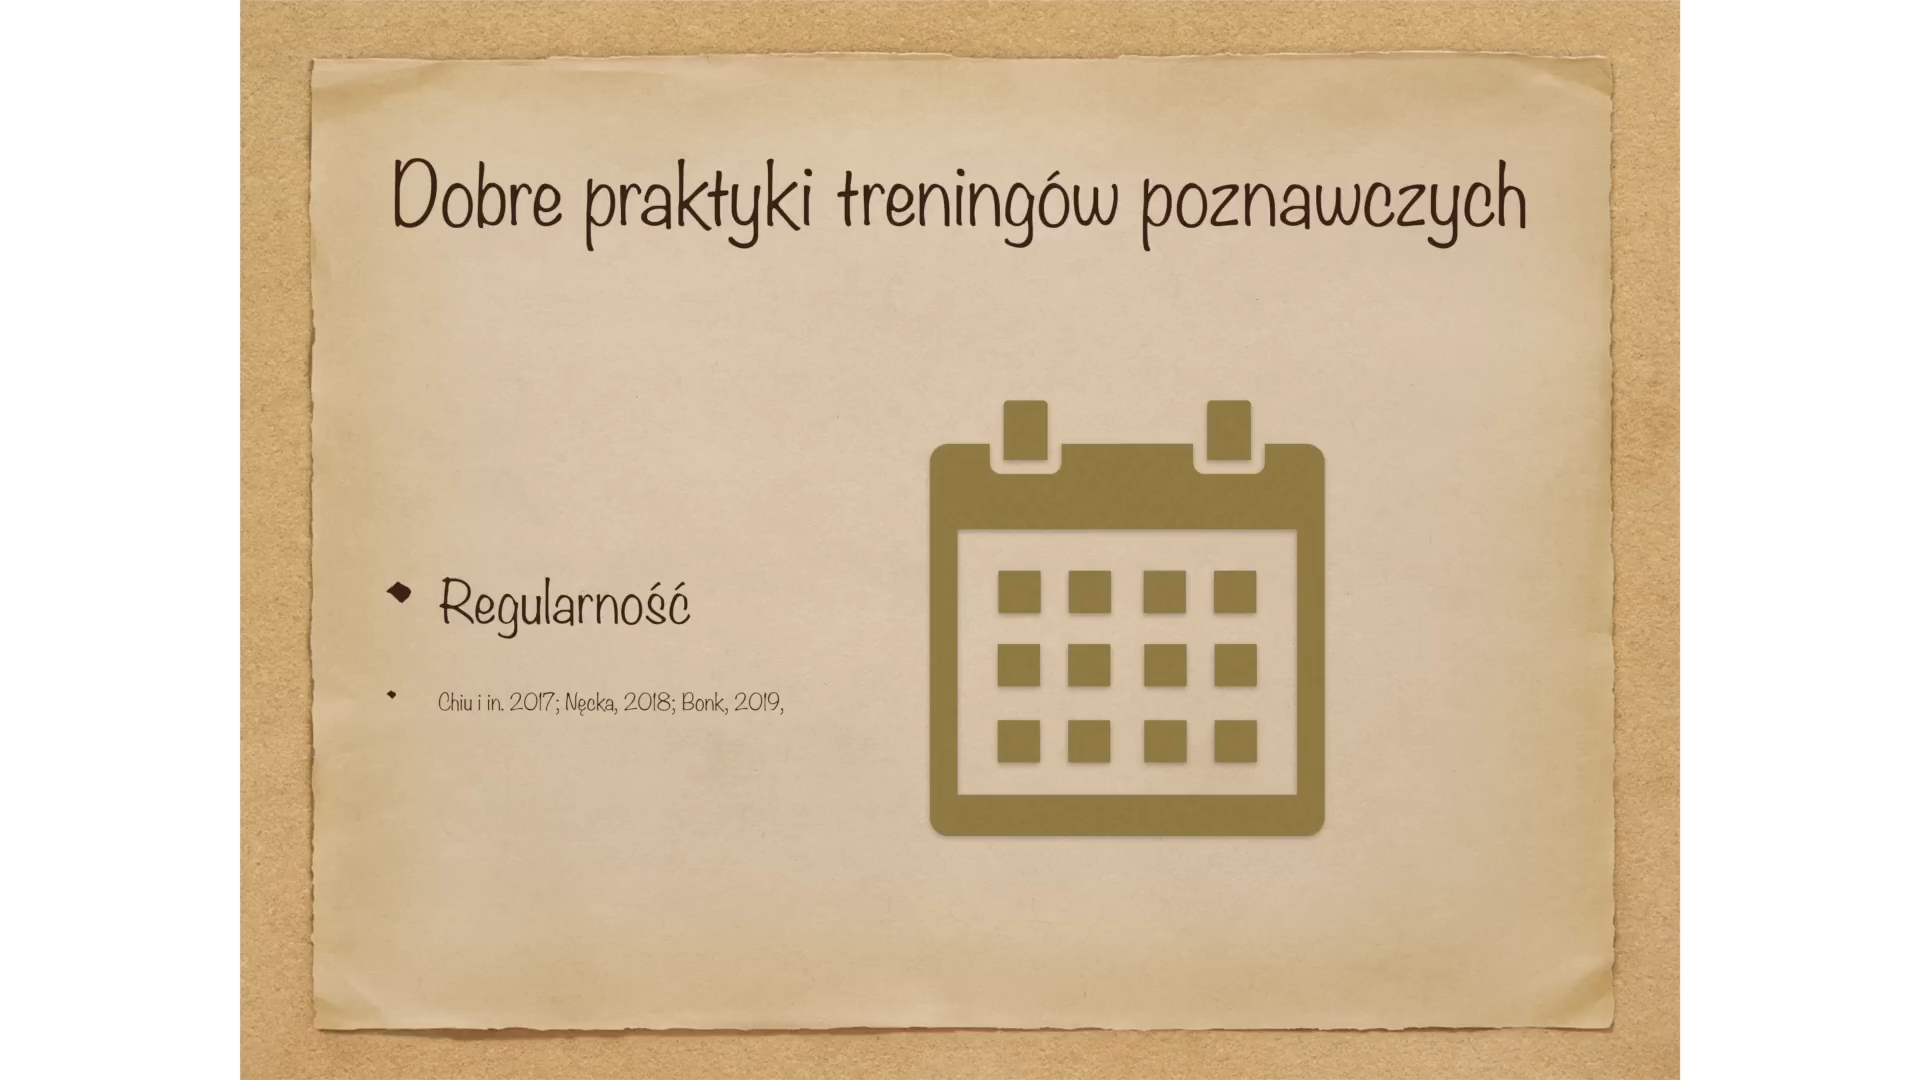 Dobre praktyki treningów poznawczych
Regularność
Chiu i in. 2017; Nęcka, 2018; Bonk, 2019,